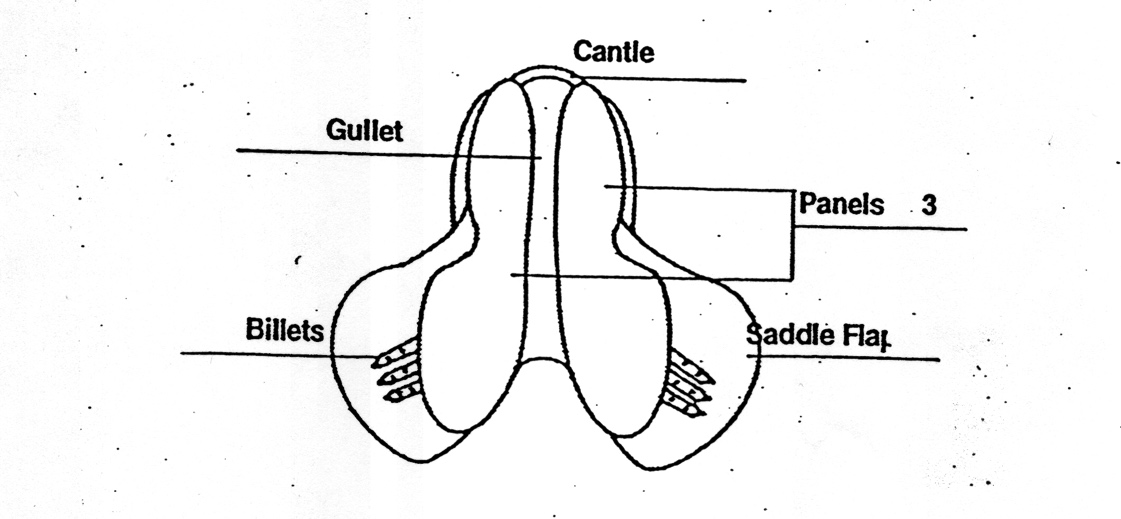 Cantle
Gullet
Panels 3
Billets
Saddle Flap